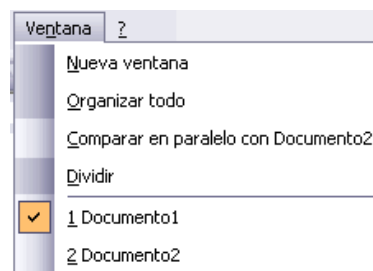 Ventana ?
Nueva ventana
Organizar todo
Comparar en paralelo con Documento2
Dividir
1 Documento1
2 Documento2